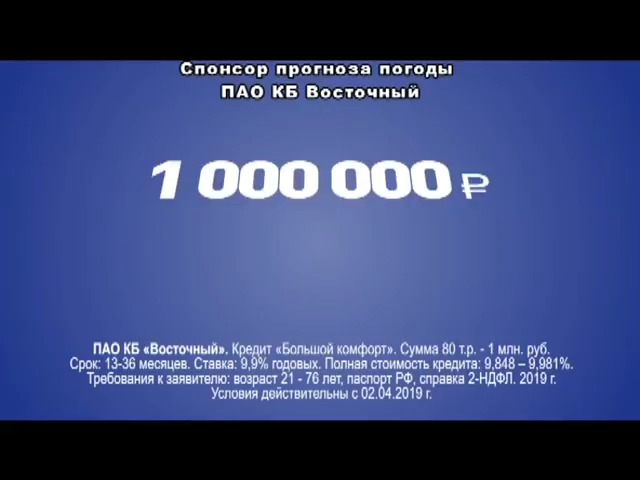 Спонсор прогноза погоды
ПАО КБ Восточный
1 000 000 ₽
ПАО КБ «Восточный». Кредит «Большой комфорт». Сумма 80 т.р. - 1 млн. руб.
Срок: 13-36 месяцев. Ставка: 9,9% годовых. Полная стоимость кредита: 9,848 – 9,981%.
Требования к заявителю: возраст 21 - 76 лет, паспорт РФ, справка 2-НДФЛ. 2019 г.
Условия действительны с 02.04.2019 г.